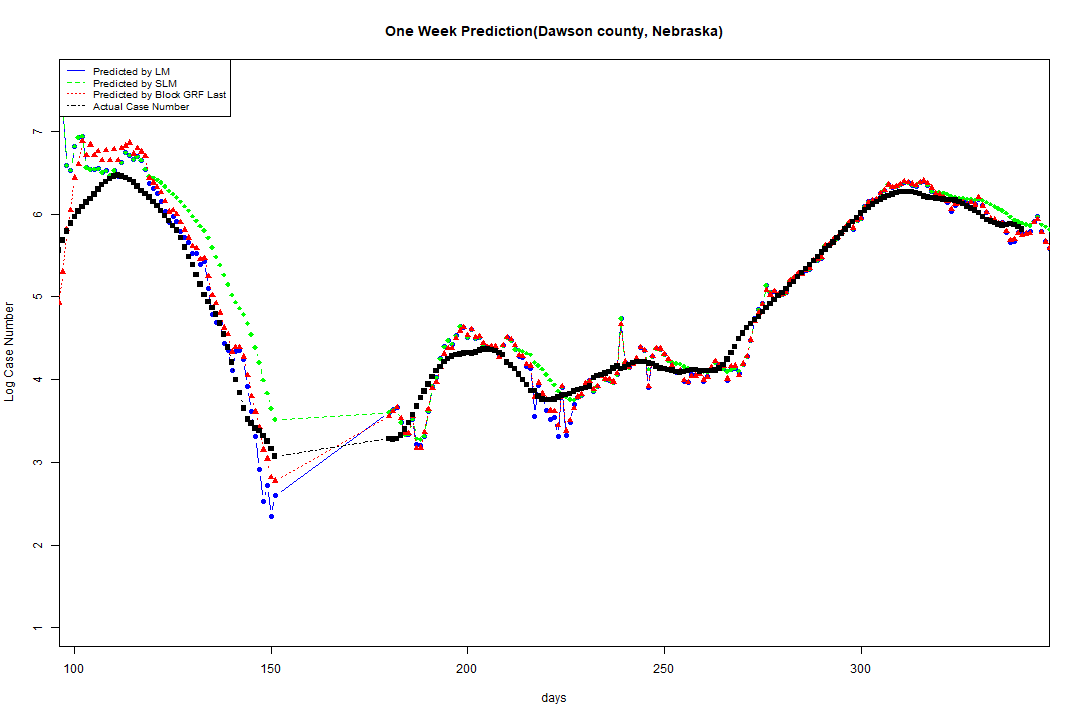 One Week Prediction(Dawson county, Nebraska)
Predicted by LM
Predicted by SLM
Predicted by Block GRF Last
Actual Case Number
7
6
5
4
3
2
1
Log Case Number
100 150 200 250 300
days